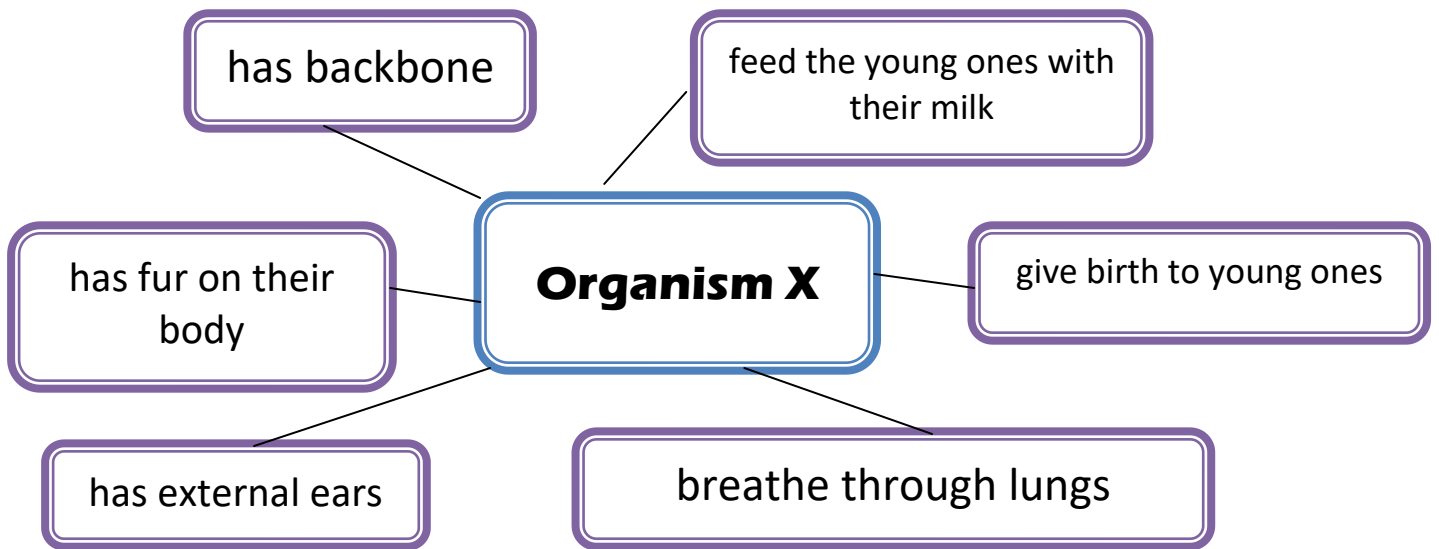 has backbone
feed the young ones with
their milk
has fur on their
body
Organism X
give birth to young ones
has external ears
breathe through lungs